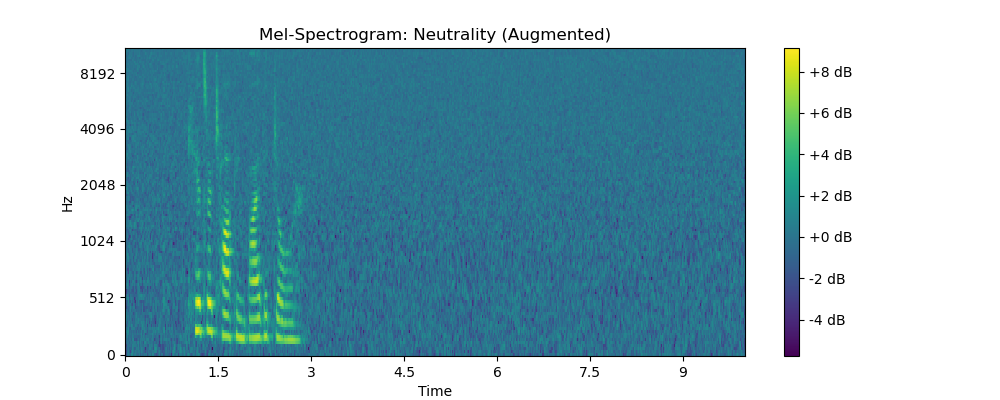 Mel-Spectrogram: Neutrality (Augmented)
Hz
8192
4096
2048
1024
512
0
0 1.5 3 4.5 6 7.5 9
Time
+8 dB
+6 dB
+4 dB
+2 dB
+0 dB
-2 dB
-4 dB